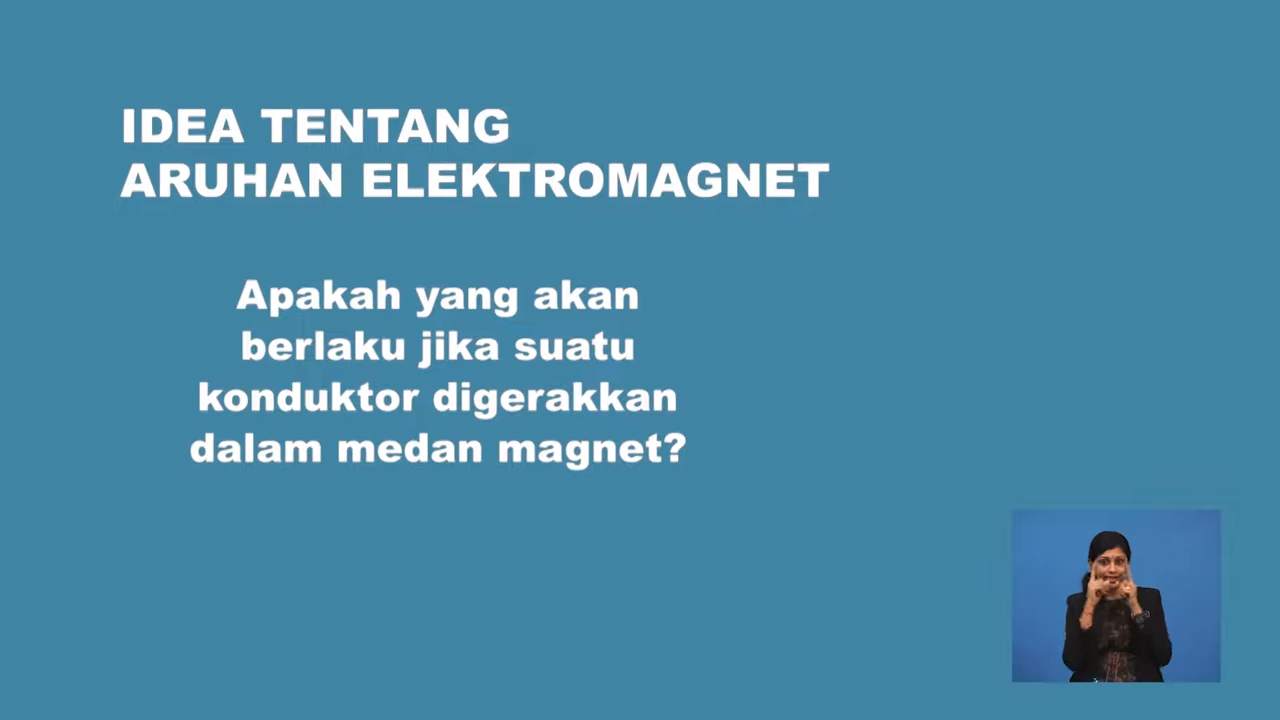 IDEA TENTANG
ARUHAN ELEKTROMAGNET
Apakah yang akan
berlaku jika suatu
konduktor digerakkan
dalam medan magnet?